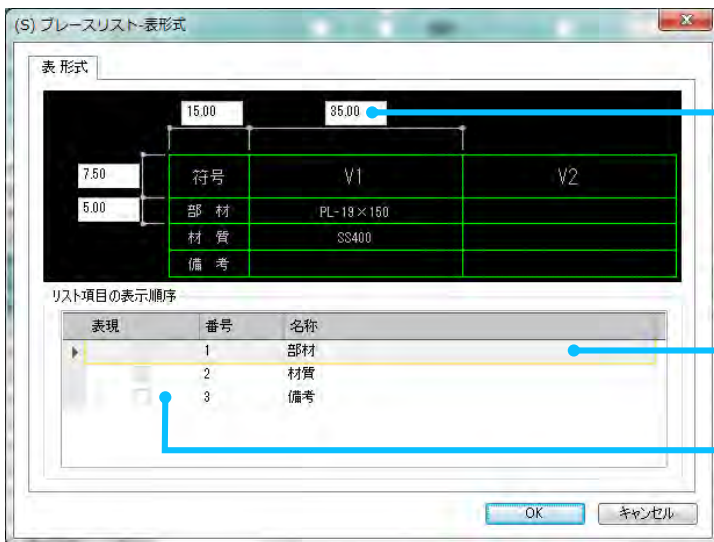 (S) ブレースリスト-表形式
表 形式
15.00 35.00
7.50 符号 V1 V2
5.00 部 材 PL-19×150
材 質 SS400
備 考
リスト項目の表示順序
表現 番号 名称
1 部材
2 材質
3 備考
OK キャンセル